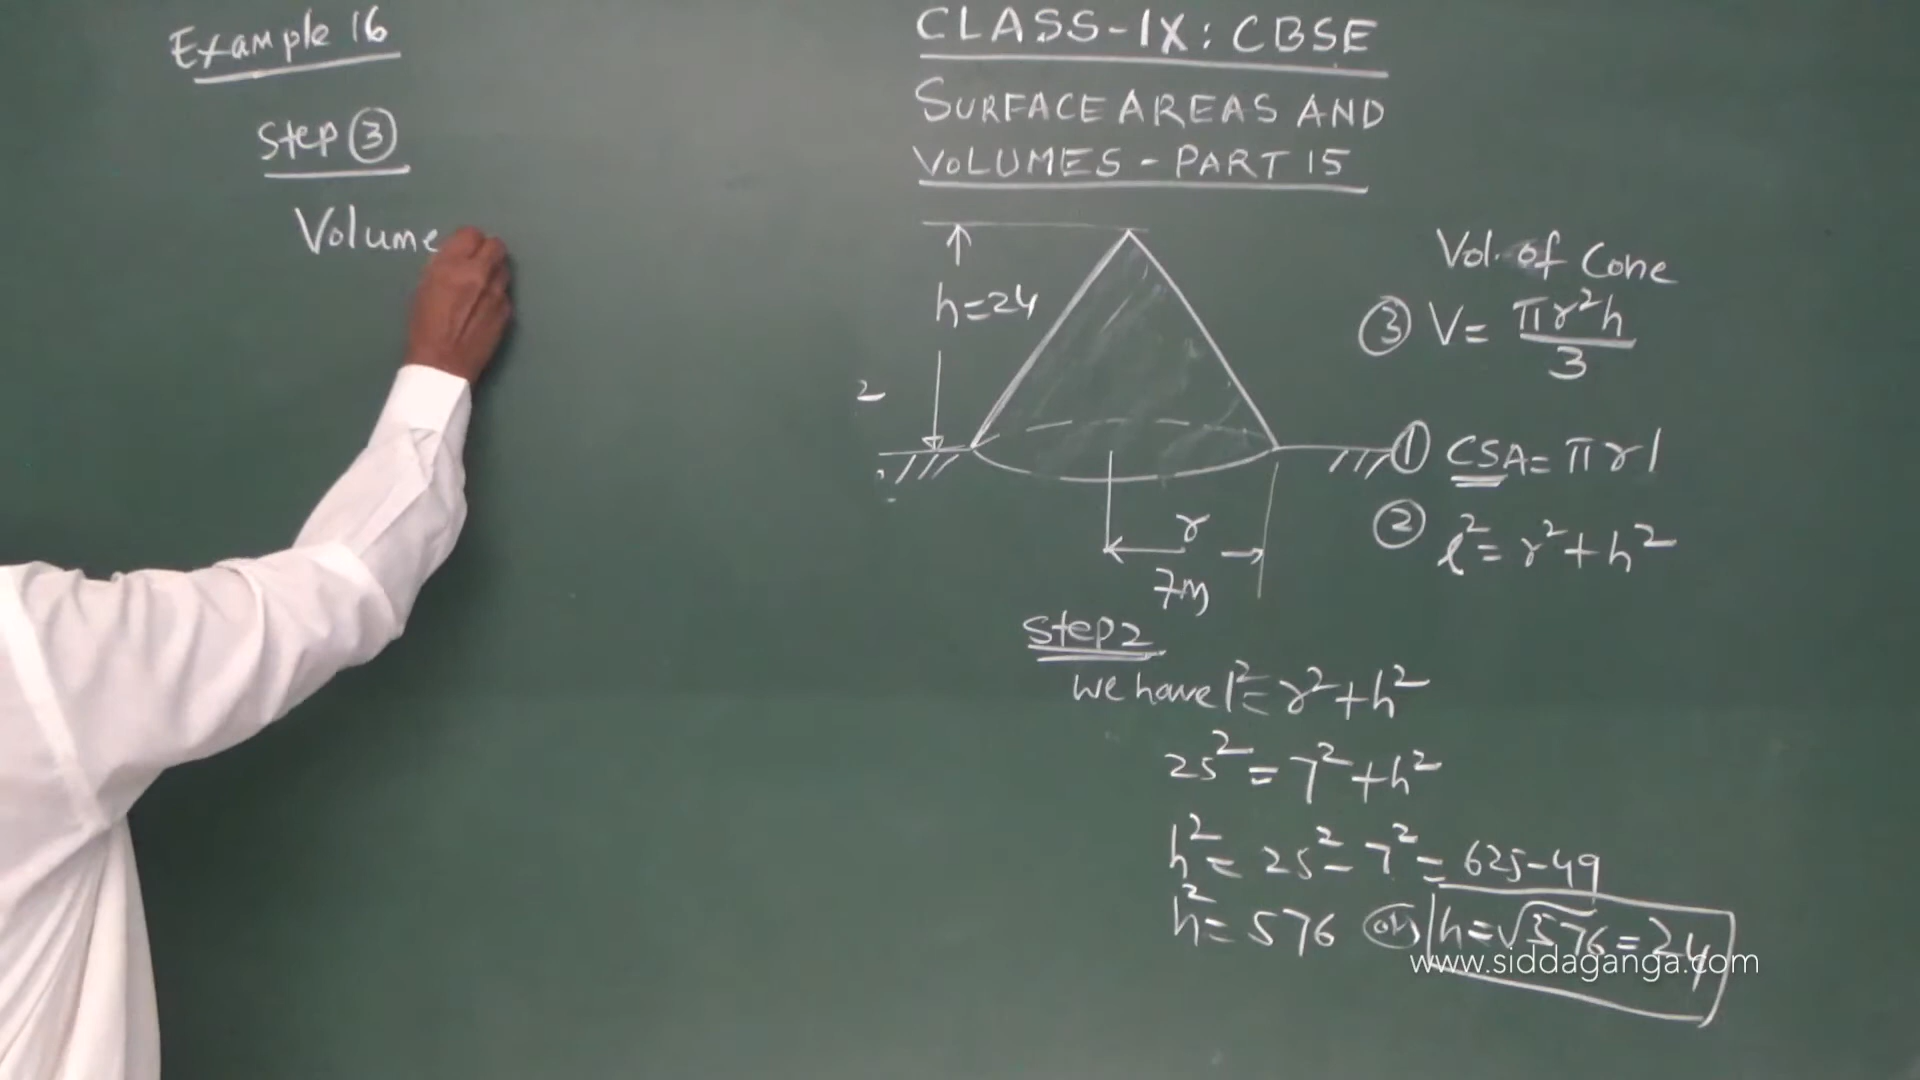 Example 16
Step ③
Volume
CLASS-IX: CBSE
SURFACE AREAS AND
VOLUMES - PART 15
h=24
2
r
7m
Vol. of Cone
③ V= πr²h/3
① CSA= πrl
② l²= r²+h²
Step 2
We have l²= r²+h²
25²= 7²+h²
h²= 25²-7²= 625-49
h²= 576 or h=√576=24
www.siddaganga.com